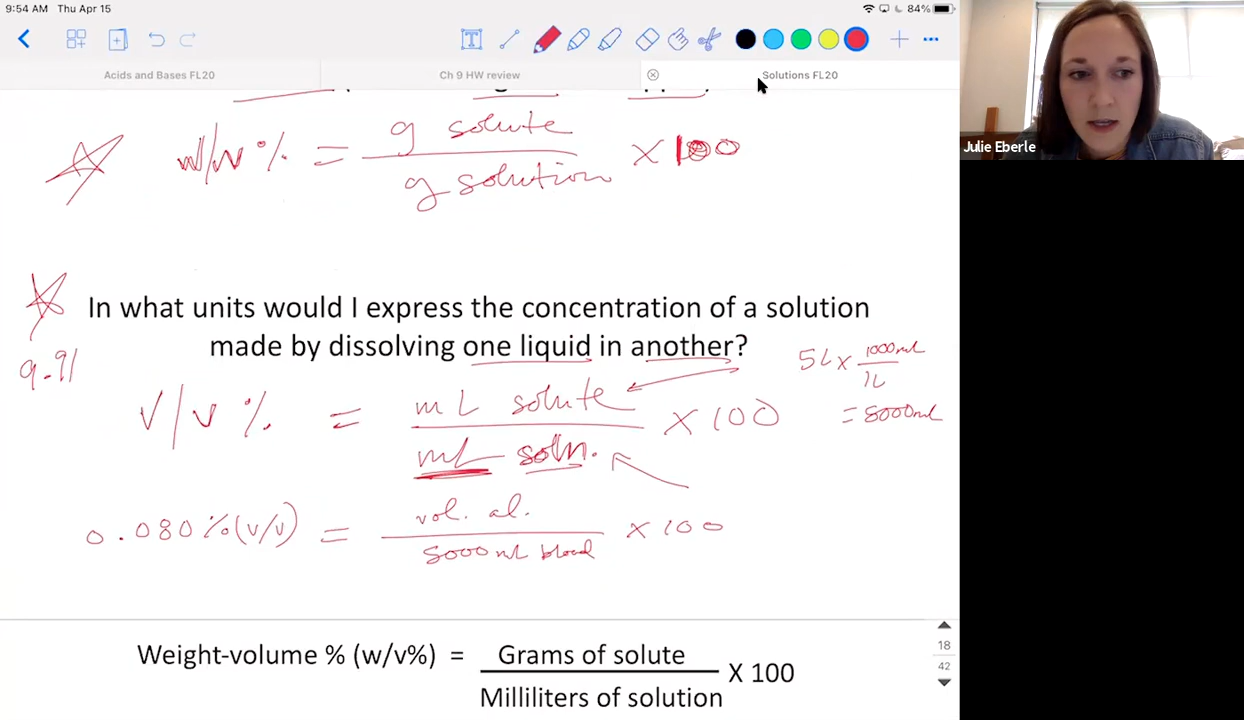 9:54 AM Thu Apr 15
84%
T
Acids and Bases FL20
Ch 9 HW review
Solutions FL20
Julie Eberle
w/w % = g solute / g solution × 100
In what units would I express the concentration of a solution
made by dissolving one liquid in another?
9.91
5L × 1000mL / 1L
= 5000mL
v/v % = mL solute / mL soln. × 100
0.080 % (v/v) = vol. al. / 5000 mL blood × 100
Weight-volume % (w/v%) = Grams of solute / Milliliters of solution X 100
18
42